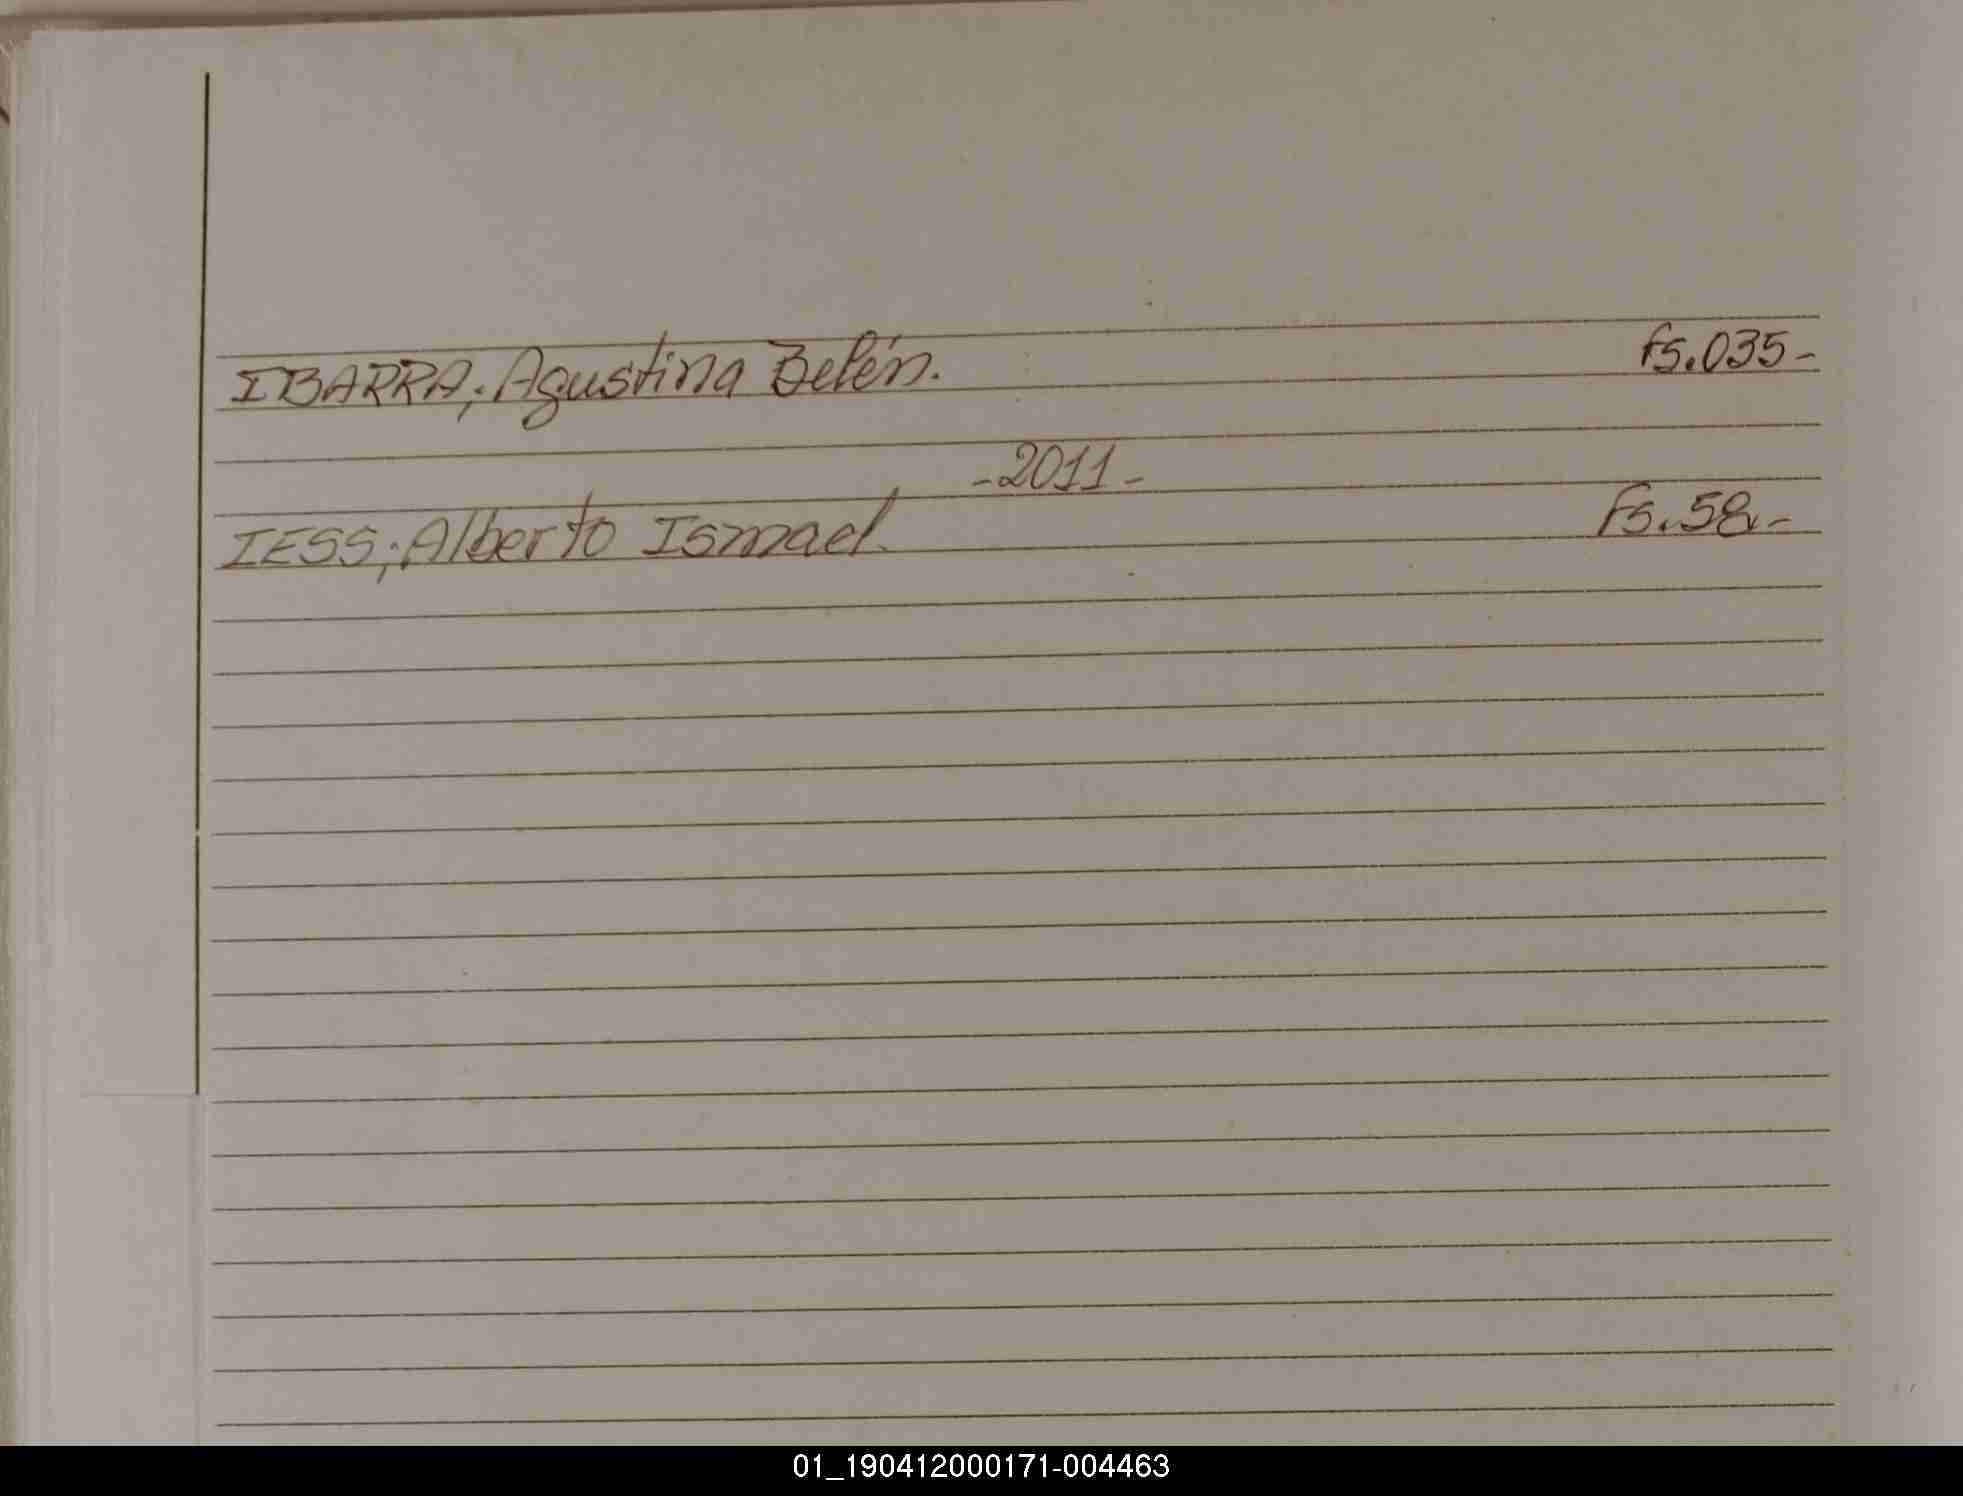 IBARRA; Agustina Belén. fs.035-
-2011-
IESS; Alberto Ismael. fs.58.-
01_190412000171-004463